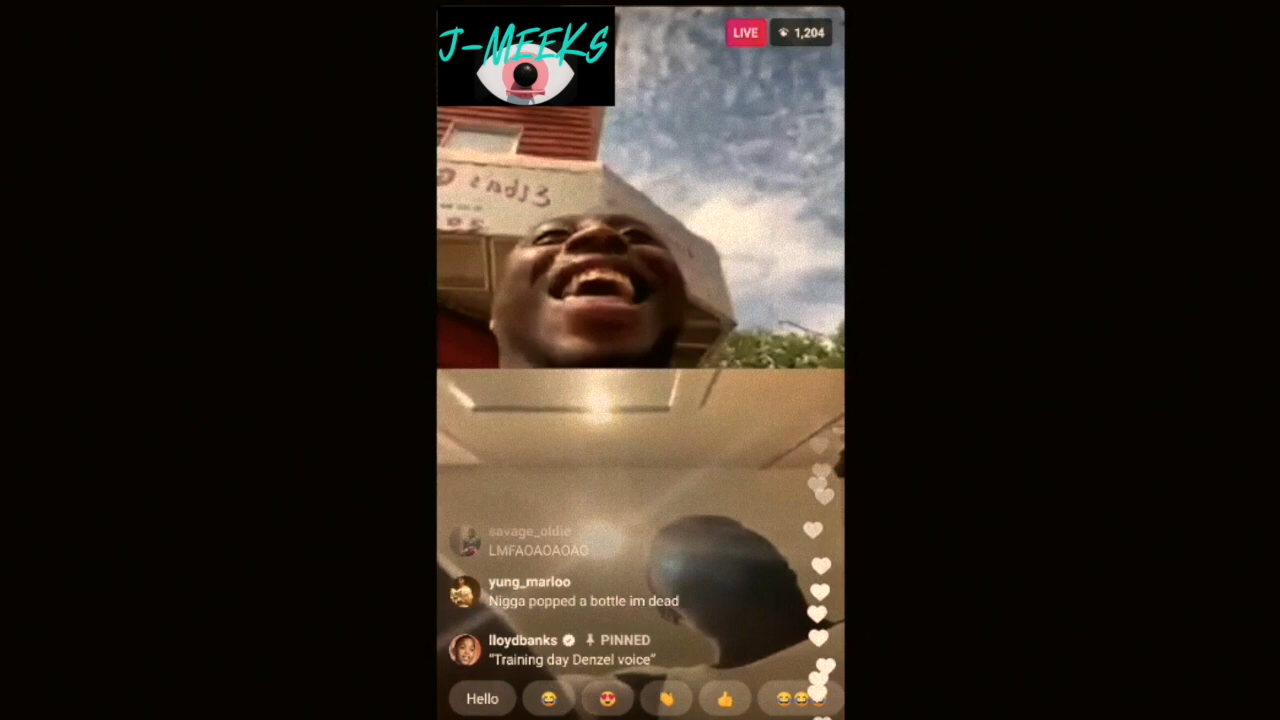 J-MEEKS
LIVE
1,204
savage_oldie
LMFAOAOAOAO
yung_marloo
Nigga popped a bottle im dead
lloydbanks PINNED
“Training day Denzel voice”
Hello